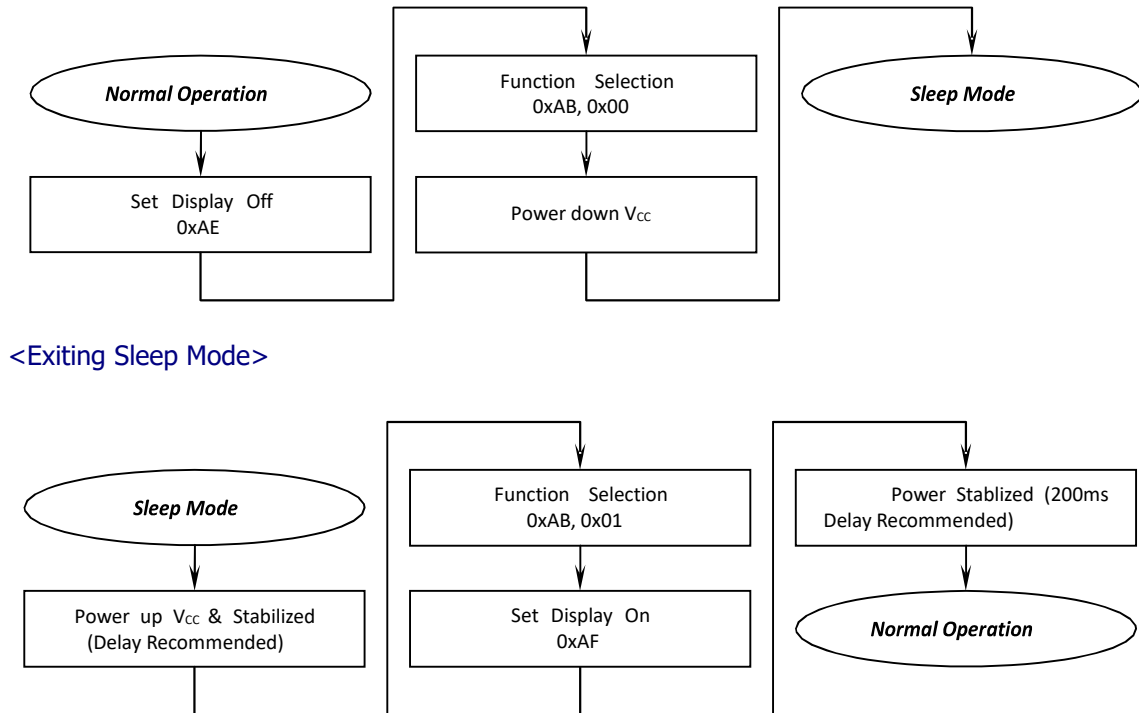 Normal Operation
Set Display Off
0xAE
Function Selection
0xAB, 0x00
Power down VCC
Sleep Mode
<Exiting Sleep Mode>
Sleep Mode
Power up VCC & Stabilized
(Delay Recommended)
Function Selection
0xAB, 0x01
Set Display On
0xAF
Power Stablized (200ms
Delay Recommended)
Normal Operation